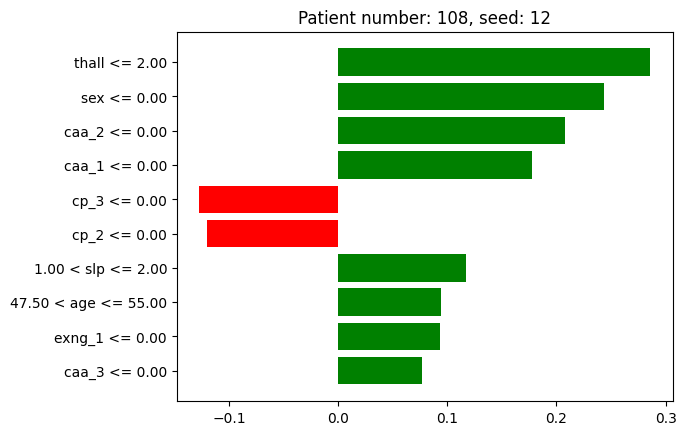 Patient number: 108, seed: 12
thall <= 2.00
sex <= 0.00
caa_2 <= 0.00
caa_1 <= 0.00
cp_3 <= 0.00
cp_2 <= 0.00
1.00 < slp <= 2.00
47.50 < age <= 55.00
exng_1 <= 0.00
caa_3 <= 0.00
−0.1 0.0 0.1 0.2 0.3